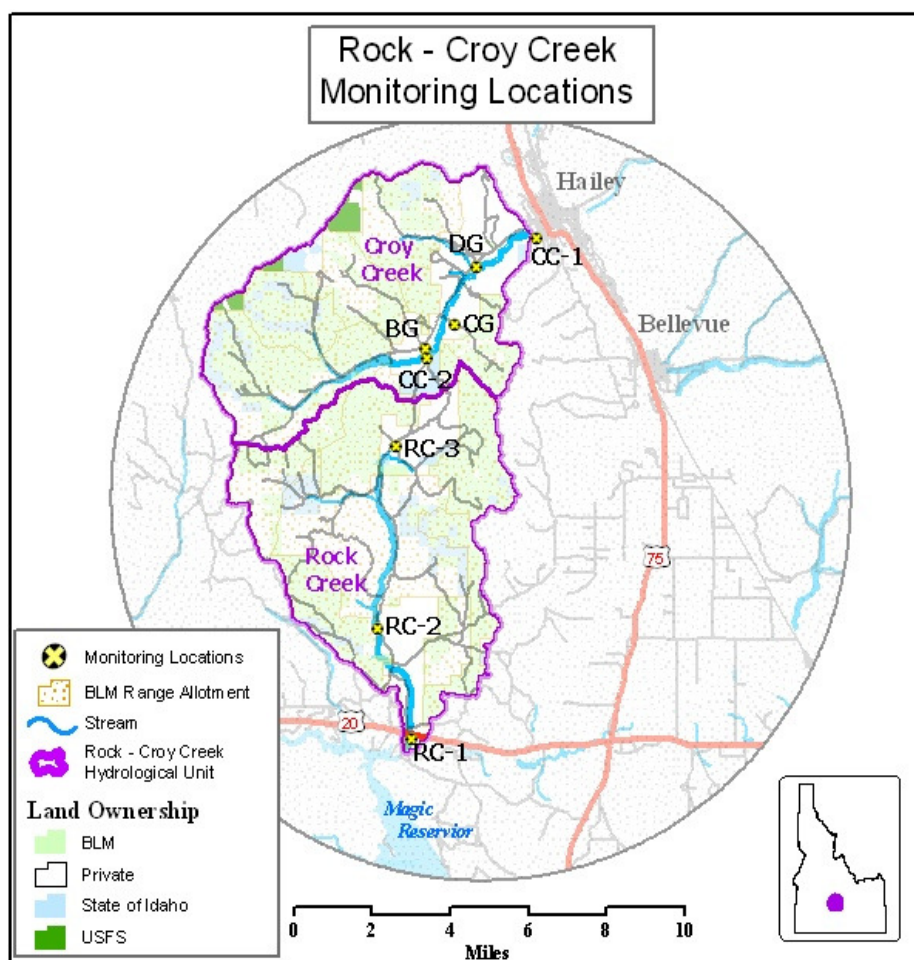 Rock - Croy Creek
Monitoring Locations
Hailey
DG
Croy
Creek
CC-1
BG
CG
Bellevue
CC-2
RC-3
75
Rock
Creek
RC-2
20
RC-1
Magic
Reservior
Monitoring Locations
BLM Range Allotment
Stream
Rock - Croy Creek
Hydrological Unit
Land Ownership
BLM
Private
State of Idaho
USFS
0 2 4 6 8 10
Miles